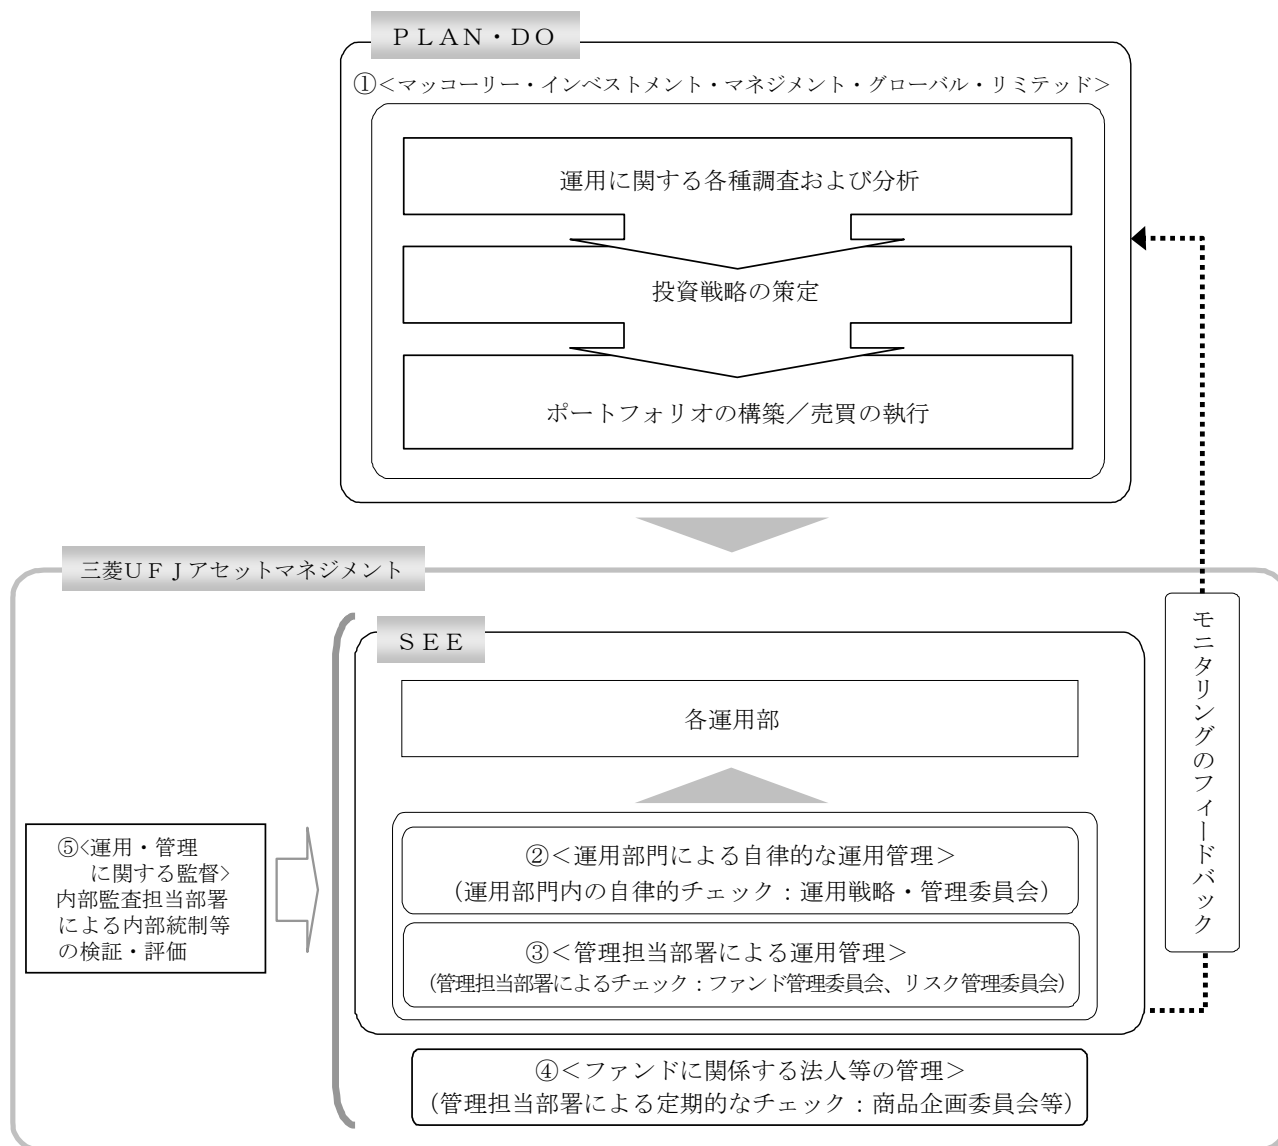 ＰＬＡＮ・ＤＯ
①＜マッコーリー・インベストメント・マネジメント・グローバル・リミテッド＞
運用に関する各種調査および分析
投資戦略の策定
ポートフォリオの構築／売買の執行
三菱ＵＦＪアセットマネジメント
ＳＥＥ
各運用部
②＜運用部門による自律的な運用管理＞
（運用部門内の自律的チェック：運用戦略・管理委員会）
③＜管理担当部署による運用管理＞
（管理担当部署によるチェック：ファンド管理委員会、リスク管理委員会）
④＜ファンドに関係する法人等の管理＞
（管理担当部署による定期的なチェック：商品企画委員会等）
⑤<運用・管理
に関する監督>
内部監査担当部署
による内部統制等
の検証・評価
モニタリングのフィードバック